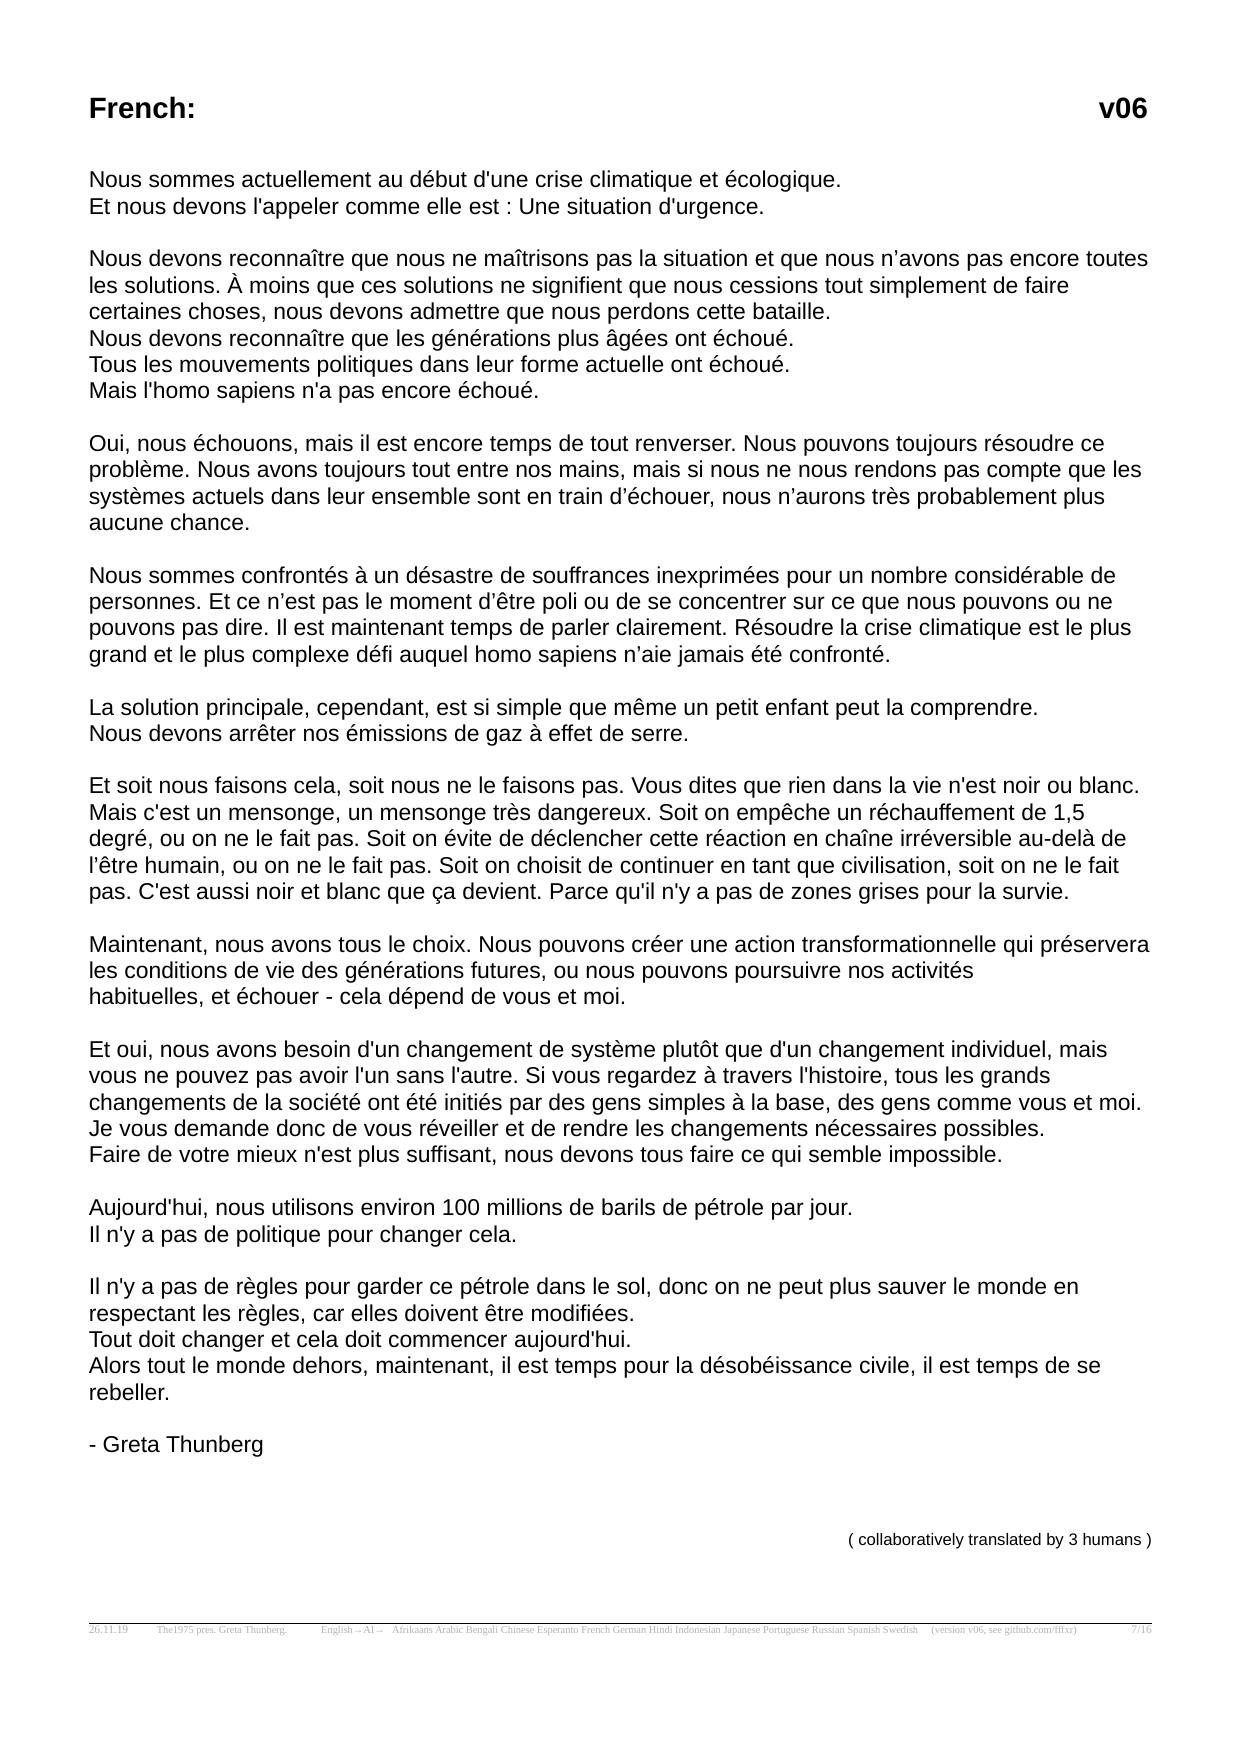 French: v06
Nous sommes actuellement au début d'une crise climatique et écologique.
Et nous devons l'appeler comme elle est : Une situation d'urgence.
Nous devons reconnaître que nous ne maîtrisons pas la situation et que nous n’avons pas encore toutes
les solutions. À moins que ces solutions ne signifient que nous cessions tout simplement de faire
certaines choses, nous devons admettre que nous perdons cette bataille.
Nous devons reconnaître que les générations plus âgées ont échoué.
Tous les mouvements politiques dans leur forme actuelle ont échoué.
Mais l'homo sapiens n'a pas encore échoué.
Oui, nous échouons, mais il est encore temps de tout renverser. Nous pouvons toujours résoudre ce
problème. Nous avons toujours tout entre nos mains, mais si nous ne nous rendons pas compte que les
systèmes actuels dans leur ensemble sont en train d’échouer, nous n’aurons très probablement plus
aucune chance.
Nous sommes confrontés à un désastre de souffrances inexprimées pour un nombre considérable de
personnes. Et ce n’est pas le moment d’être poli ou de se concentrer sur ce que nous pouvons ou ne
pouvons pas dire. Il est maintenant temps de parler clairement. Résoudre la crise climatique est le plus
grand et le plus complexe défi auquel homo sapiens n’aie jamais été confronté.
La solution principale, cependant, est si simple que même un petit enfant peut la comprendre.
Nous devons arrêter nos émissions de gaz à effet de serre.
Et soit nous faisons cela, soit nous ne le faisons pas. Vous dites que rien dans la vie n'est noir ou blanc.
Mais c'est un mensonge, un mensonge très dangereux. Soit on empêche un réchauffement de 1,5
degré, ou on ne le fait pas. Soit on évite de déclencher cette réaction en chaîne irréversible au-delà de
l’être humain, ou on ne le fait pas. Soit on choisit de continuer en tant que civilisation, soit on ne le fait
pas. C'est aussi noir et blanc que ça devient. Parce qu'il n'y a pas de zones grises pour la survie.
Maintenant, nous avons tous le choix. Nous pouvons créer une action transformationnelle qui préservera
les conditions de vie des générations futures, ou nous pouvons poursuivre nos activités
habituelles, et échouer - cela dépend de vous et moi.
Et oui, nous avons besoin d'un changement de système plutôt que d'un changement individuel, mais
vous ne pouvez pas avoir l'un sans l'autre. Si vous regardez à travers l'histoire, tous les grands
changements de la société ont été initiés par des gens simples à la base, des gens comme vous et moi.
Je vous demande donc de vous réveiller et de rendre les changements nécessaires possibles.
Faire de votre mieux n'est plus suffisant, nous devons tous faire ce qui semble impossible.
Aujourd'hui, nous utilisons environ 100 millions de barils de pétrole par jour.
Il n'y a pas de politique pour changer cela.
Il n'y a pas de règles pour garder ce pétrole dans le sol, donc on ne peut plus sauver le monde en
respectant les règles, car elles doivent être modifiées.
Tout doit changer et cela doit commencer aujourd'hui.
Alors tout le monde dehors, maintenant, il est temps pour la désobéissance civile, il est temps de se
rebeller.
- Greta Thunberg
( collaboratively translated by 3 humans )
26.11.19 The1975 pres. Greta Thunberg. English→AI→ Afrikaans Arabic Bengali Chinese Esperanto French German Hindi Indonesian Japanese Portuguese Russian Spanish Swedish (version v06, see github.com/fffxr) 7/16